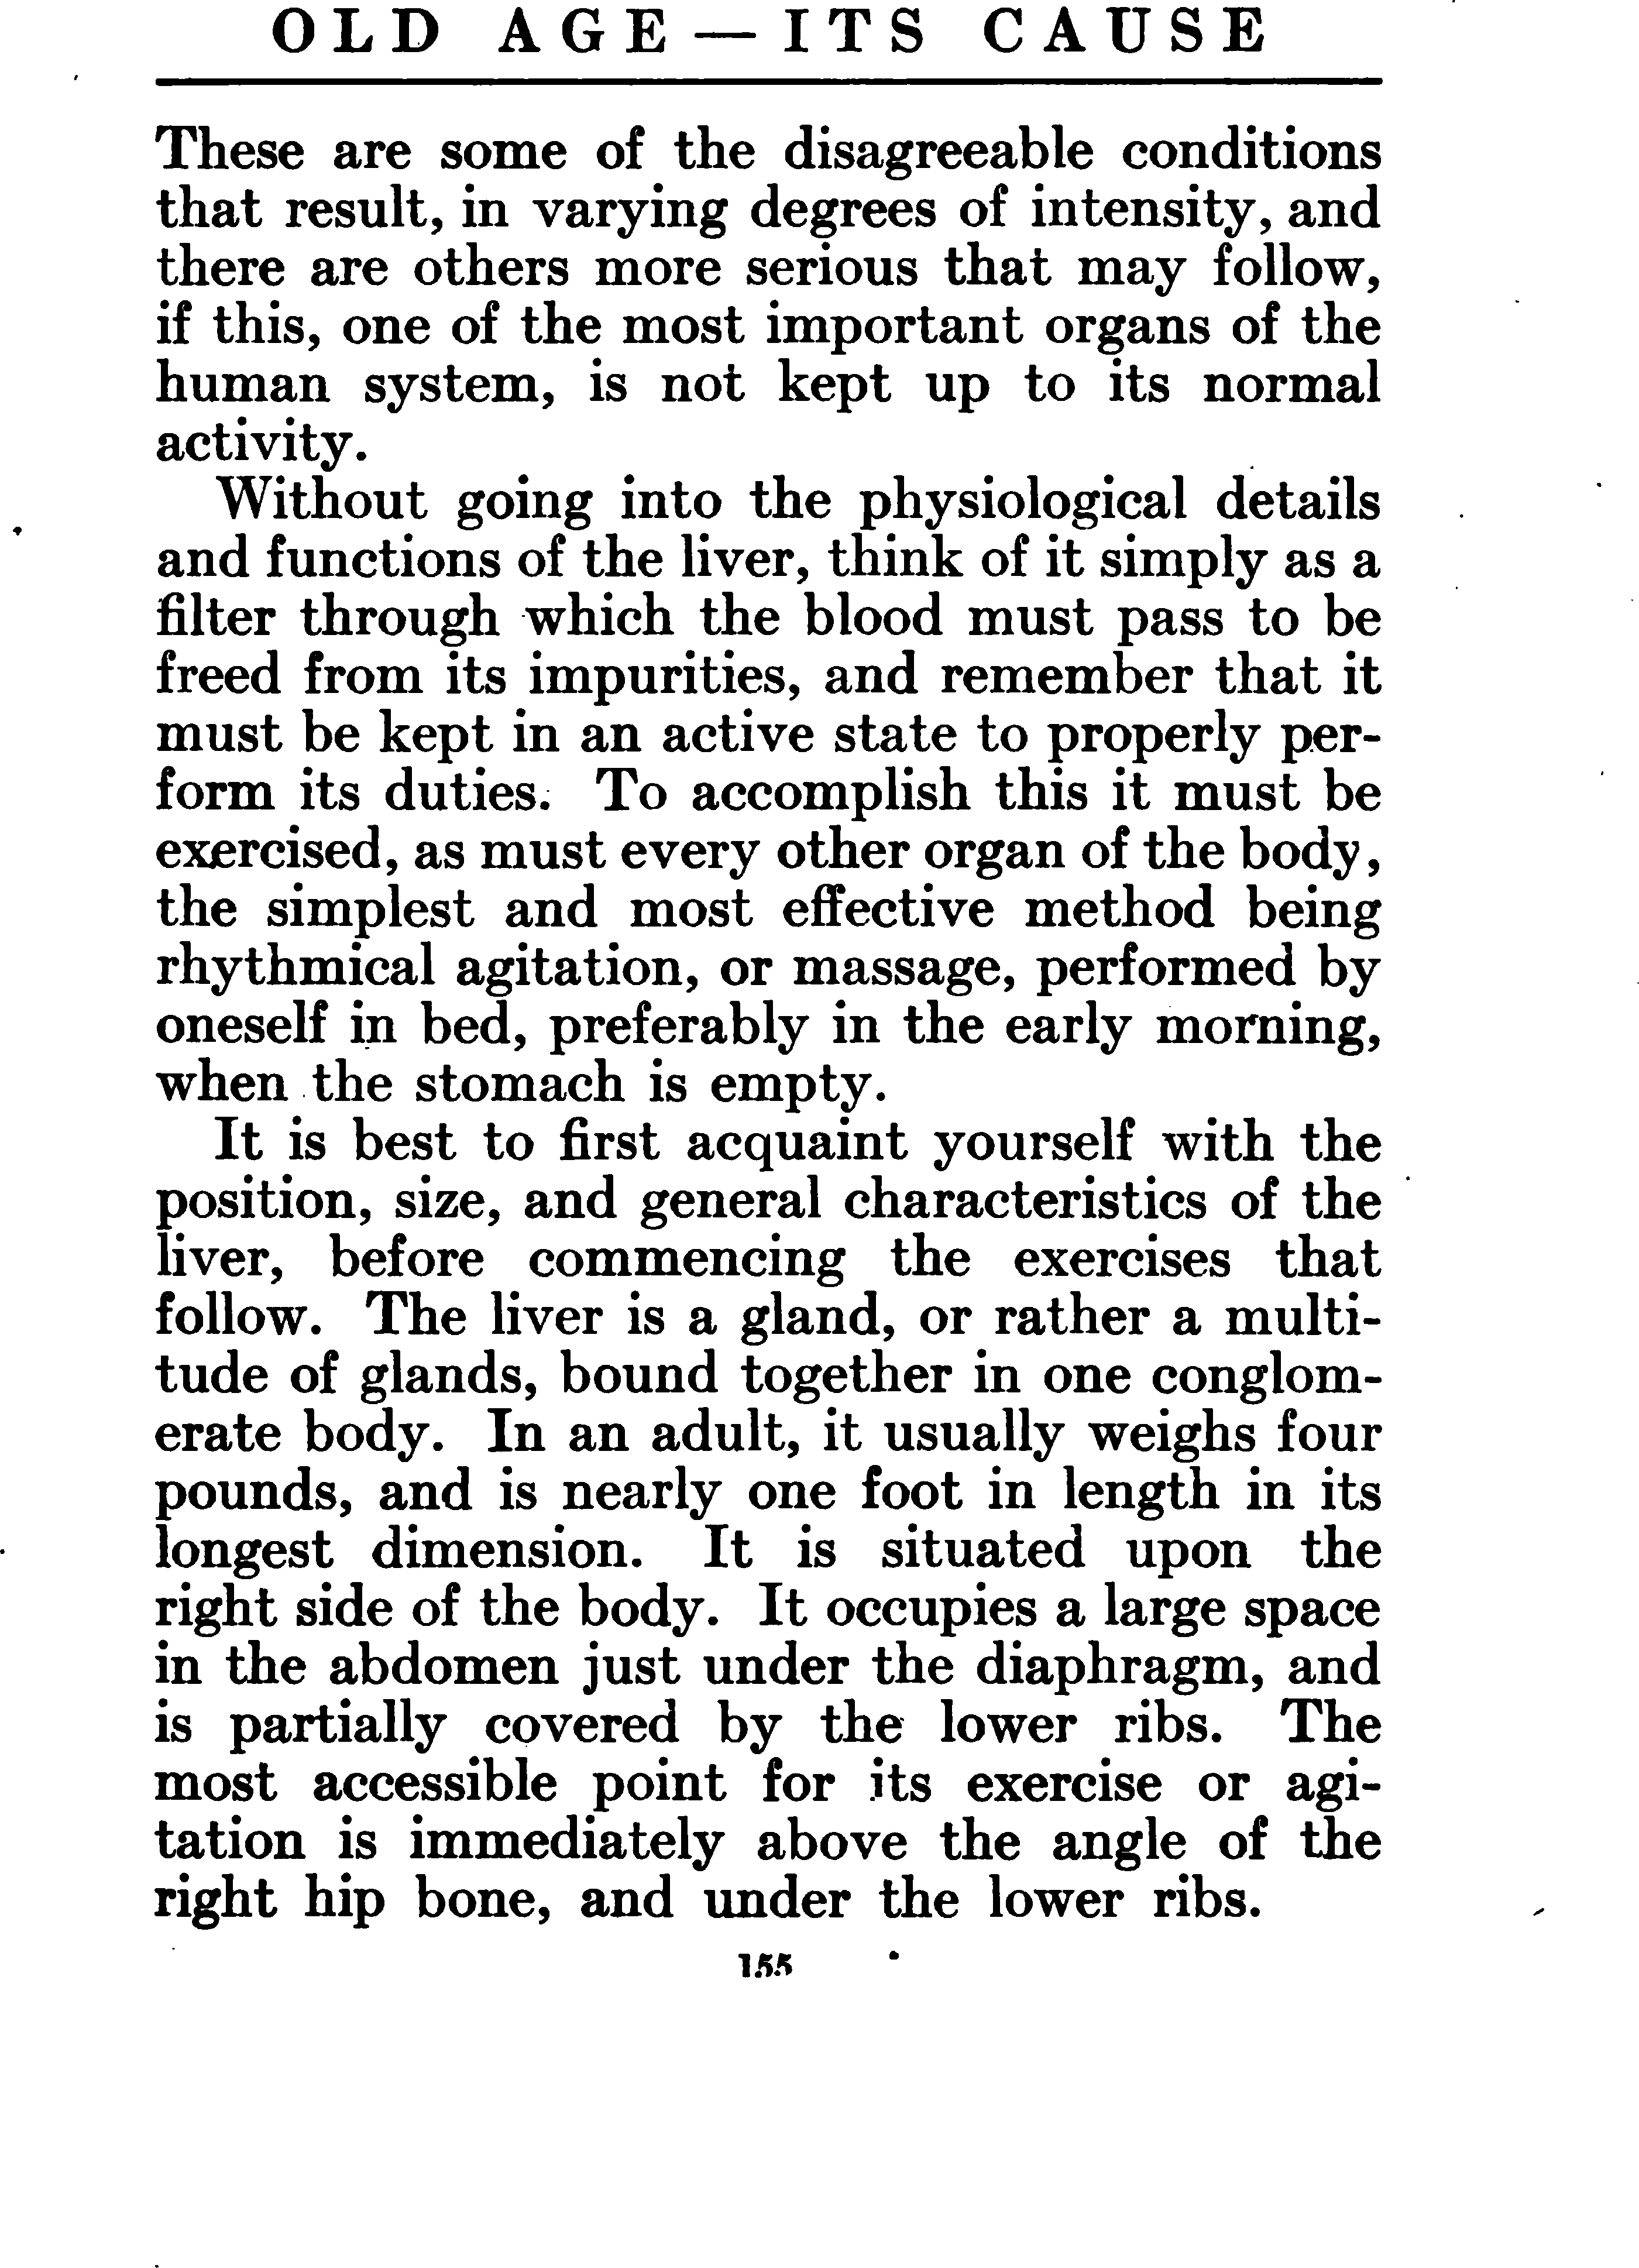 OLD AGE—ITS CAUSE
These are some of the disagreeable conditions
that result, in varying degrees of intensity, and
there are others more serious that may follow,
if this, one of the most important organs of the
human system, is not kept up to its normal
activity.
Without going into the physiological details
and functions of the liver, think of it simply as a
filter through which the blood must pass to be
freed from its impurities, and remember that it
must be kept in an active state to properly per-
form its duties. To accomplish this it must be
exercised, as must every other organ of the body,
the simplest and most effective method being
rhythmical agitation, or massage, performed by
oneself in bed, preferably in the early morning,
when the stomach is empty.
It is best to first acquaint yourself with the
position, size, and general characteristics of the
liver, before commencing the exercises that
follow. The liver is a gland, or rather a multi-
tude of glands, bound together in one conglom-
erate body. In an adult, it usually weighs four
pounds, and is nearly one foot in length in its
longest dimension. It is situated upon the
right side of the body. It occupies a large space
in the abdomen just under the diaphragm, and
is partially covered by the lower ribs. The
most accessible point for its exercise or agi-
tation is immediately above the angle of the
right hip bone, and under the lower ribs.
155